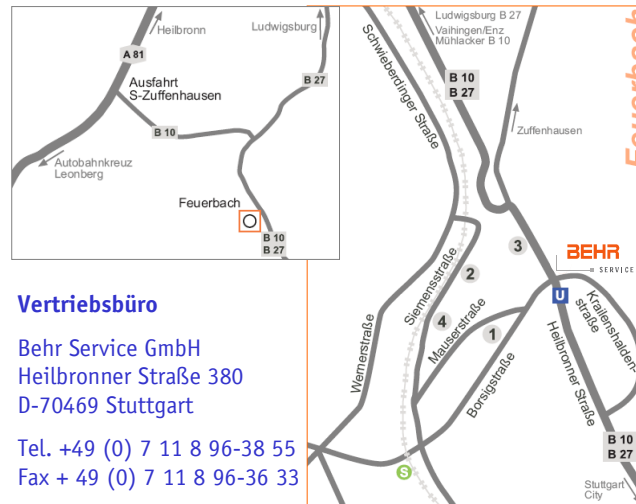 Heilbronn
Ludwigsburg
A 81
B 27
Ausfahrt
S-Zuffenhausen
B 10
Autobahnkreuz
Leonberg
Feuerbach
B 10
B 27
Vertriebsbüro
Behr Service GmbH
Heilbronner Straße 380
D-70469 Stuttgart
Tel. +49 (0) 7 11 8 96-38 55
Fax + 49 (0) 7 11 8 96-36 33
Ludwigsburg B 27
Vaihingen/Enz
Mühlacker B 10
Schwieberdinger Straße
B 10
B 27
Zuffenhausen
Feuerbach
3
BEHR
SERVICE
2
Siemensstraße
U
4
Mauserstraße
1
Krailenshalden-
straße
Wernerstraße
Borsigstraße
Heilbronner Straße
B 10
B 27
S
Stuttgart
City